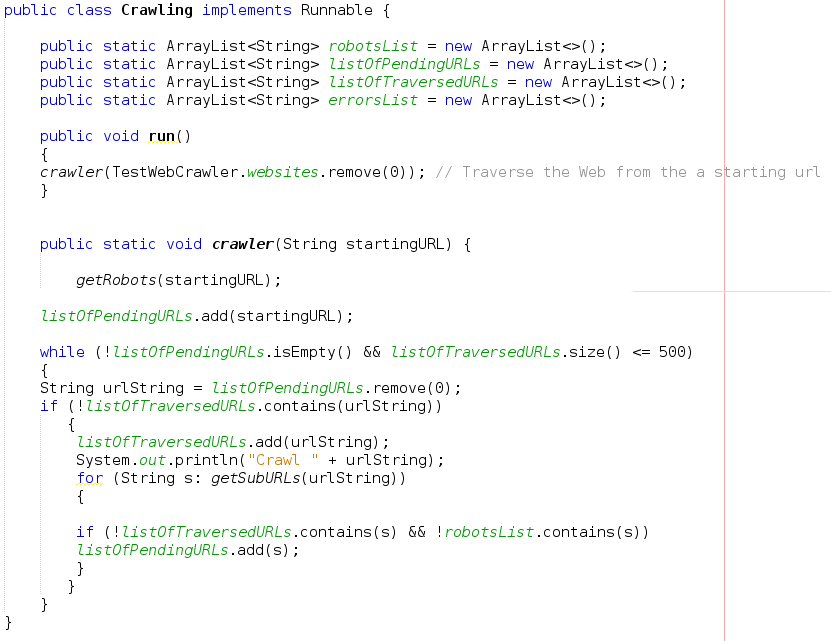 public class Crawling implements Runnable {
public static ArrayList<String> robotsList = new ArrayList<>();
public static ArrayList<String> listOfPendingURLs = new ArrayList<>();
public static ArrayList<String> listOfTraversedURLs = new ArrayList<>();
public static ArrayList<String> errorsList = new ArrayList<>();
public void run()
{
crawler(TestWebCrawler.websites.remove(0)); // Traverse the Web from the a starting url
}
public static void crawler(String startingURL) {
getRobots(startingURL);
listOfPendingURLs.add(startingURL);
while (!listOfPendingURLs.isEmpty() && listOfTraversedURLs.size() <= 500)
{
String urlString = listOfPendingURLs.remove(0);
if (!listOfTraversedURLs.contains(urlString))
{
listOfTraversedURLs.add(urlString);
System.out.println("Crawl " + urlString);
for (String s: getSubURLs(urlString))
{
if (!listOfTraversedURLs.contains(s) && !robotsList.contains(s))
listOfPendingURLs.add(s);
}
}
}
}